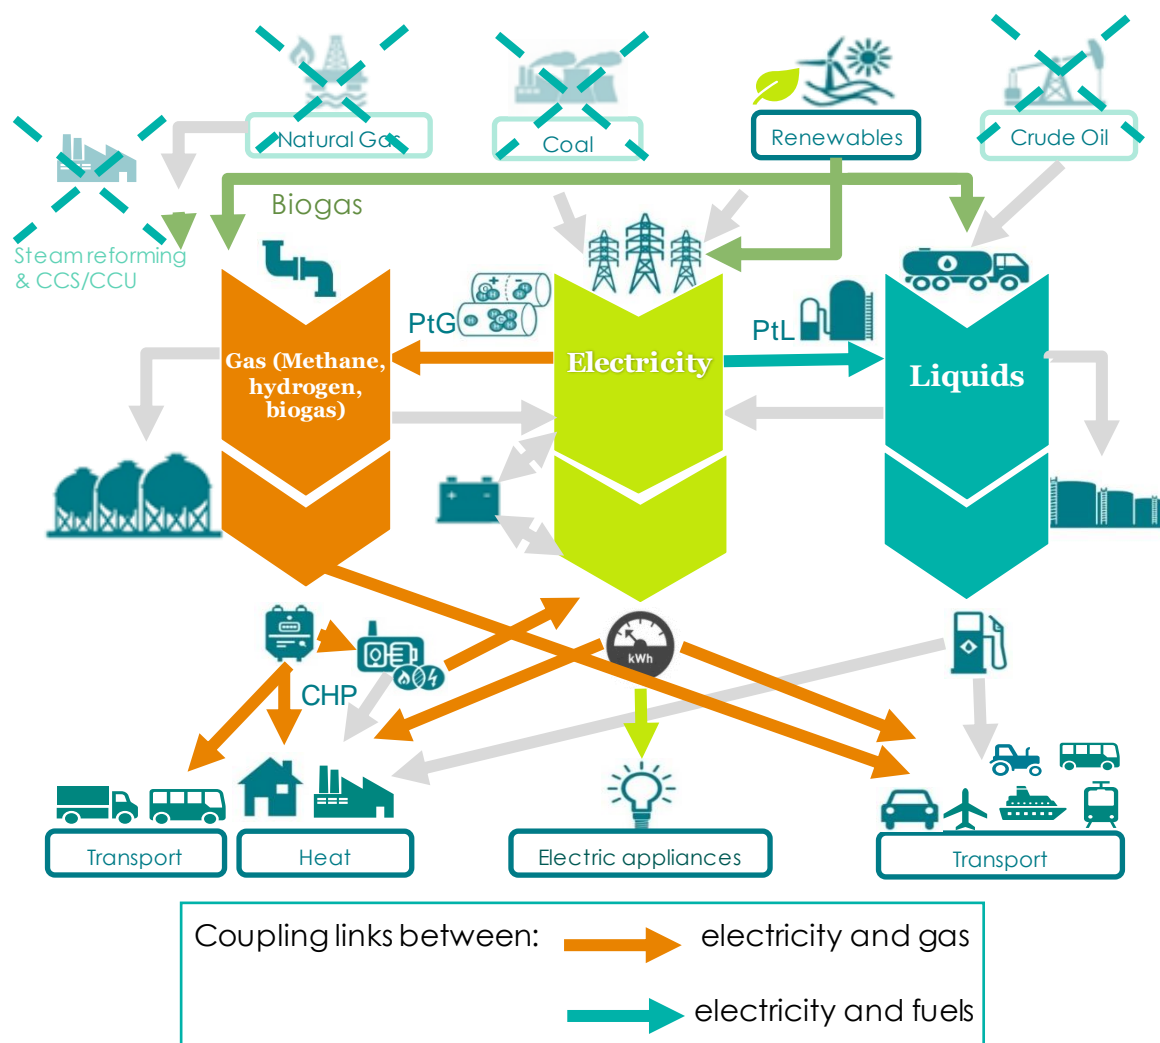 Natural Gas
Coal
Renewables
Crude Oil
Biogas
Steam reforming
& CCS/CCU
PtG
PtL
Gas (Methane,
hydrogen,
biogas)
Electricity
Liquids
kWh
CHP
Transport
Heat
Electric appliances
Transport
Coupling links between:
electricity and gas
electricity and fuels